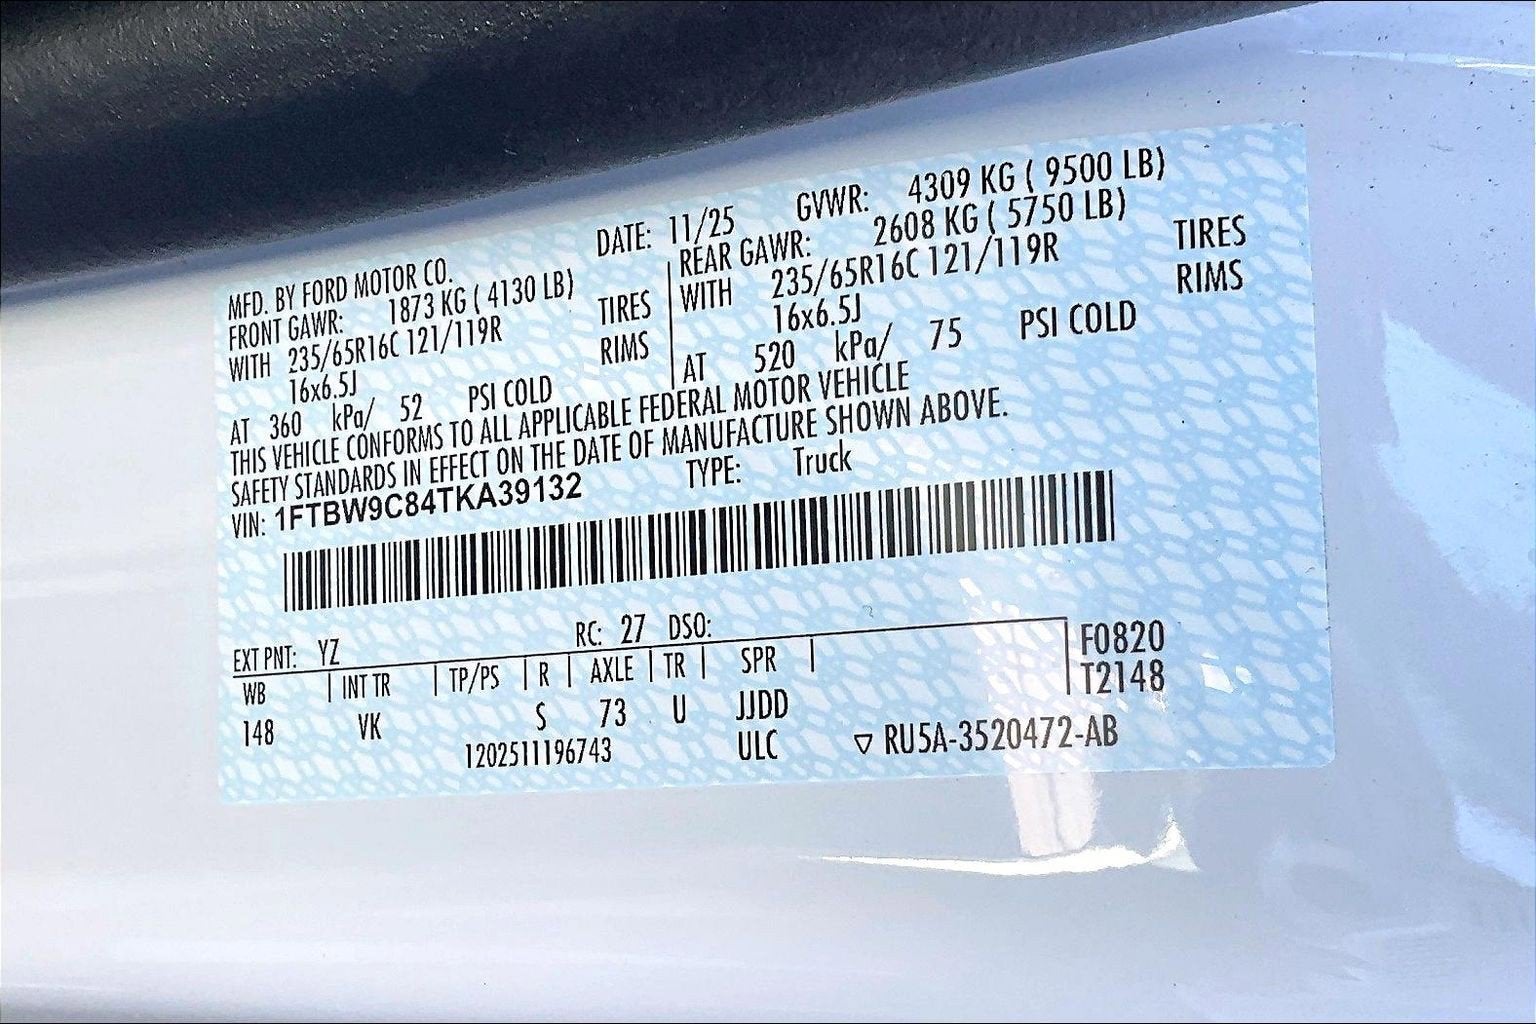 DATE: 11/25 GVWR: 4309 KG ( 9500 LB)
MFD. BY FORD MOTOR CO.
FRONT GAWR: 1873 KG ( 4130 LB)
WITH 235/65R16C 121/119R TIRES
16x6.5J RIMS
AT 360 kPa/ 52 PSI COLD
REAR GAWR: 2608 KG ( 5750 LB)
WITH 235/65R16C 121/119R TIRES
16x6.5J RIMS
AT 520 kPa/ 75 PSI COLD
THIS VEHICLE CONFORMS TO ALL APPLICABLE FEDERAL MOTOR VEHICLE
SAFETY STANDARDS IN EFFECT ON THE DATE OF MANUFACTURE SHOWN ABOVE.
VIN: 1FTBW9C84TKA39132 TYPE: Truck
EXT PNT: YZ RC: 27 DSO:
WB INT TR TP/PS R AXLE TR SPR F0820
T2148
148 VK S 73 U JJDD
1202511196743 ULC ▽ RU5A-3520472-AB